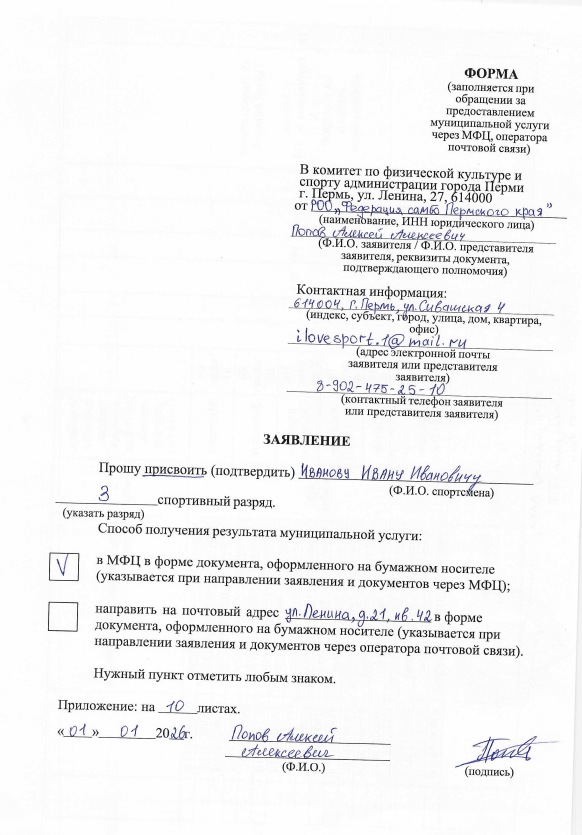 ФОРМА
(заполняется при
обращении за
предоставлением
муниципальной услуги
через МФЦ, оператора
почтовой связи)
В комитет по физической культуре и
спорту администрации города Перми
г. Пермь, ул. Ленина, 27, 614000
от РОО „Федерация самбо Пермского края"
(наименование, ИНН юридического лица)
Попов Алексей Алексеевич
(Ф.И.О. заявителя / Ф.И.О. представителя
заявителя, реквизиты документа,
подтверждающего полномочия)
Контактная информация:
614004, г. Пермь, ул. Сивашская 4
(индекс, субъект, город, улица, дом, квартира,
офис)
ilovesport.1@mail.ru
(адрес электронной почты
заявителя или представителя
заявителя)
8-902-475-25-10
(контактный телефон заявителя
или представителя заявителя)
ЗАЯВЛЕНИЕ
Прошу присвоить (подтвердить) Иванову Ивану Ивановичу
(Ф.И.О. спортсмена)
3 спортивный разряд.
(указать разряд)
Способ получения результата муниципальной услуги:
V в МФЦ в форме документа, оформленного на бумажном носителе
(указывается при направлении заявления и документов через МФЦ);
направить на почтовый адрес ул. Ленина, д. 21, кв. 42 в форме
документа, оформленного на бумажном носителе (указывается при
направлении заявления и документов через оператора почтовой связи).
Нужный пункт отметить любым знаком.
Приложение: на 10 листах.
«01» 01 2026г. Попов Алексей
Алексеевич
(Ф.И.О.)
(подпись)